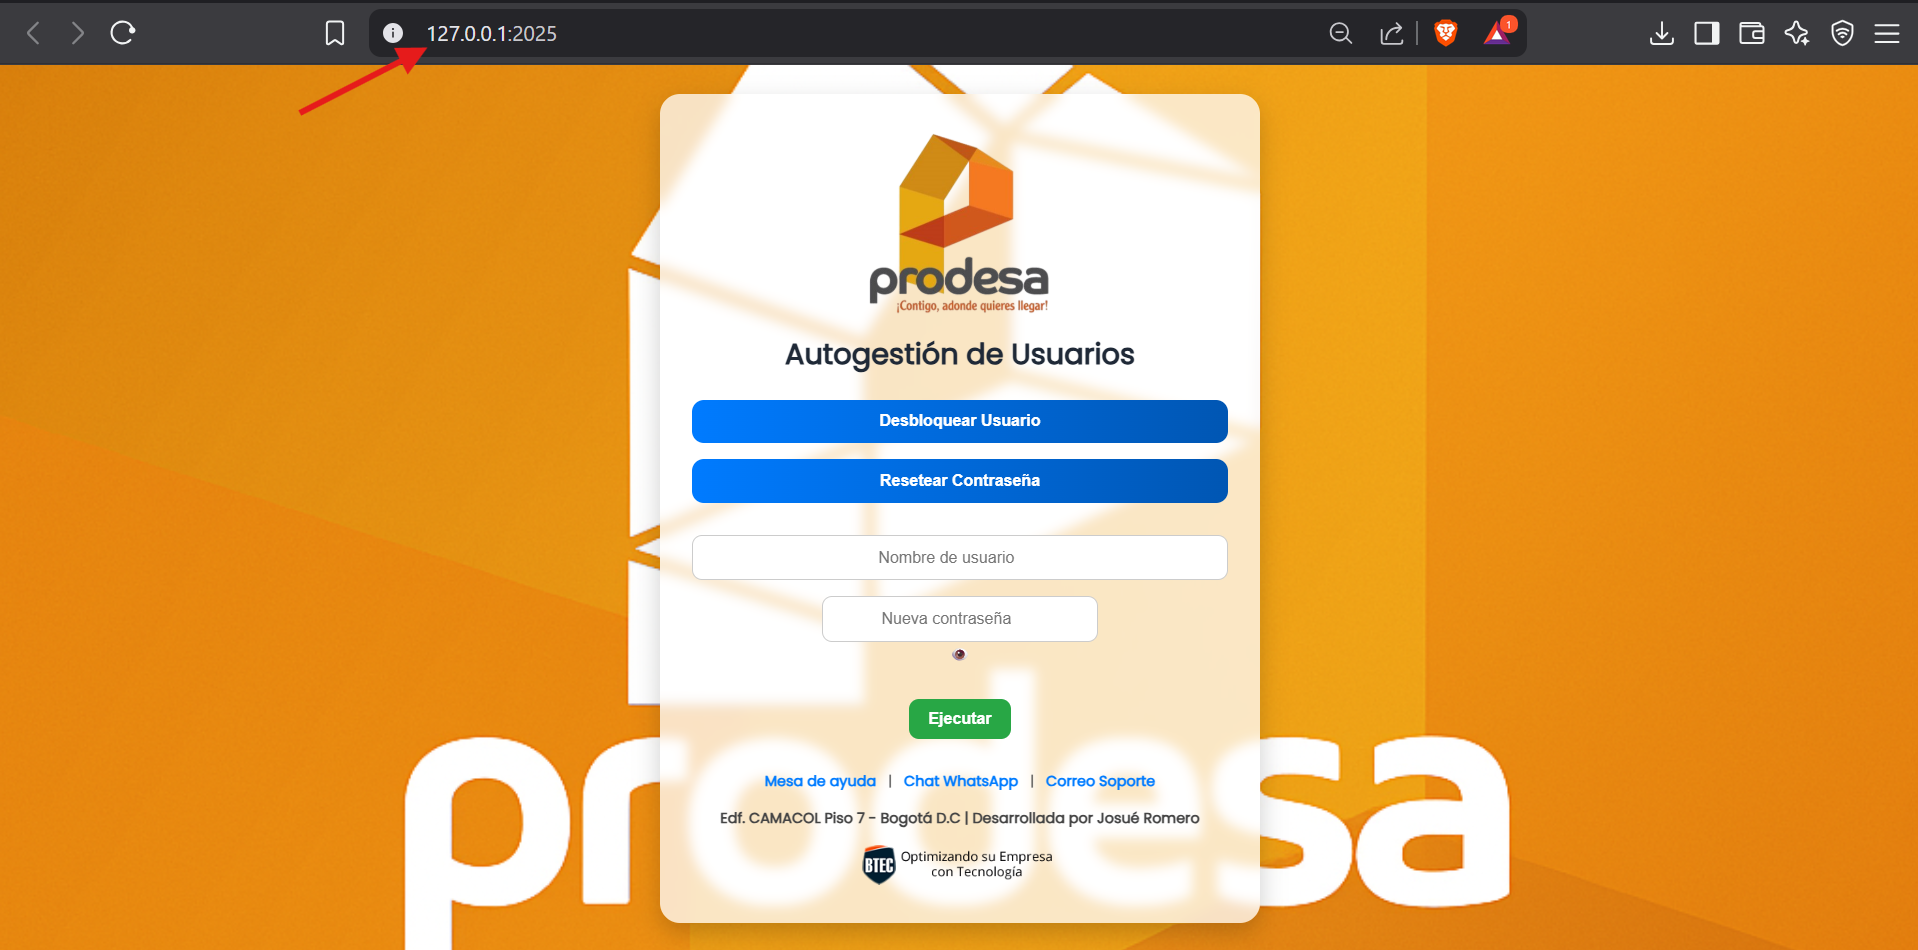 127.0.0.1:2025
1
prodesa
¡Contigo, adonde quieres llegar!
Autogestión de Usuarios
Desbloquear Usuario
Resetear Contraseña
Nombre de usuario
Nueva contraseña
Ejecutar
prodesa
Mesa de ayuda | Chat WhatsApp | Correo Soporte
Edf. CAMACOL Piso 7 - Bogotá D.C | Desarrollada por Josué Romero
BTEC
Optimizando su Empresa
con Tecnología